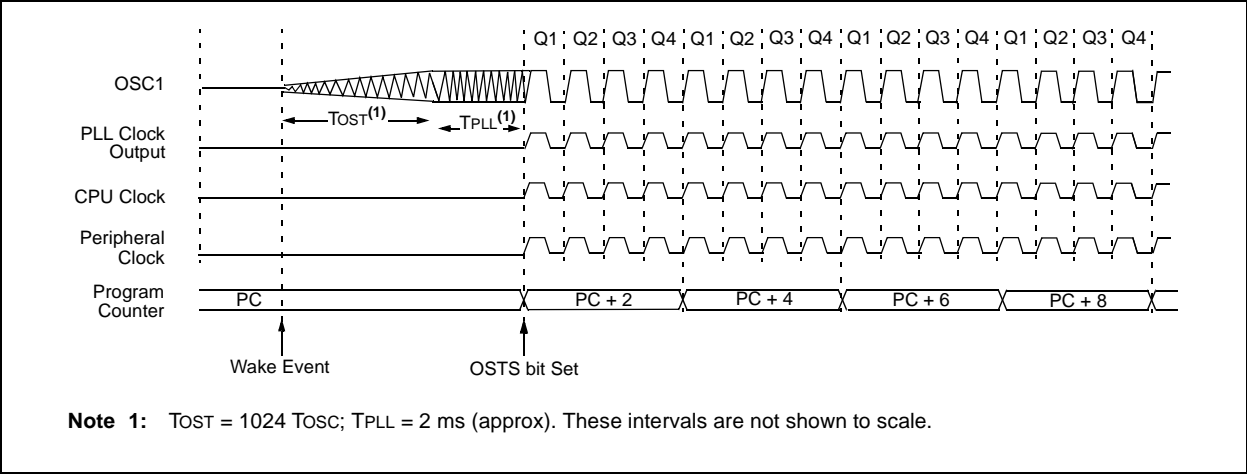 Q1 Q2 Q3 Q4 Q1 Q2 Q3 Q4 Q1 Q2 Q3 Q4 Q1 Q2 Q3 Q4
OSC1
TOST(1)
TPLL(1)
PLL Clock
Output
CPU Clock
Peripheral
Clock
Program
Counter
PC PC + 2 PC + 4 PC + 6 PC + 8
Wake Event
OSTS bit Set
Note 1: TOST = 1024 TOSC; TPLL = 2 ms (approx). These intervals are not shown to scale.